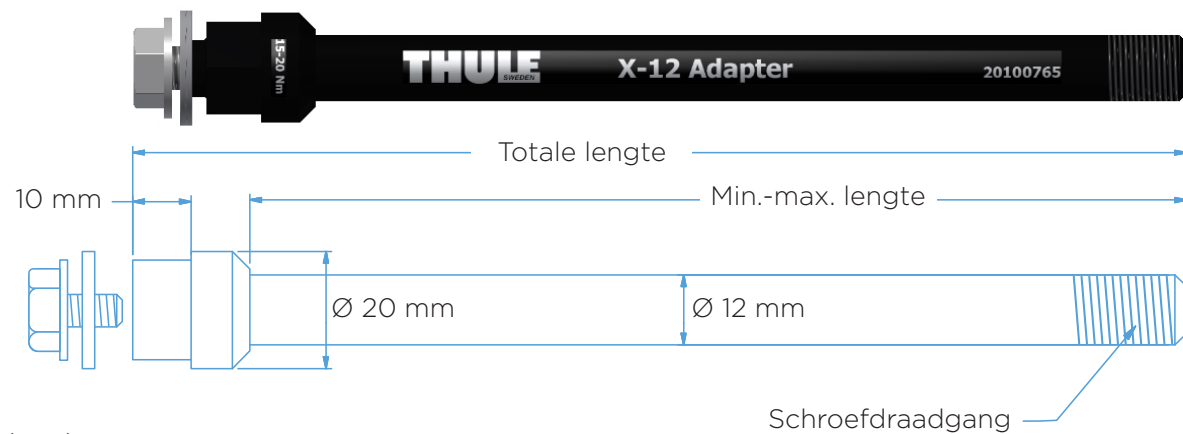 15-20 Nm
THULE
SWEDEN
X-12 Adapter
20100765
Totale lengte
10 mm
Min.-max. lengte
Ø 20 mm
Ø 12 mm
Schroefdraadgang